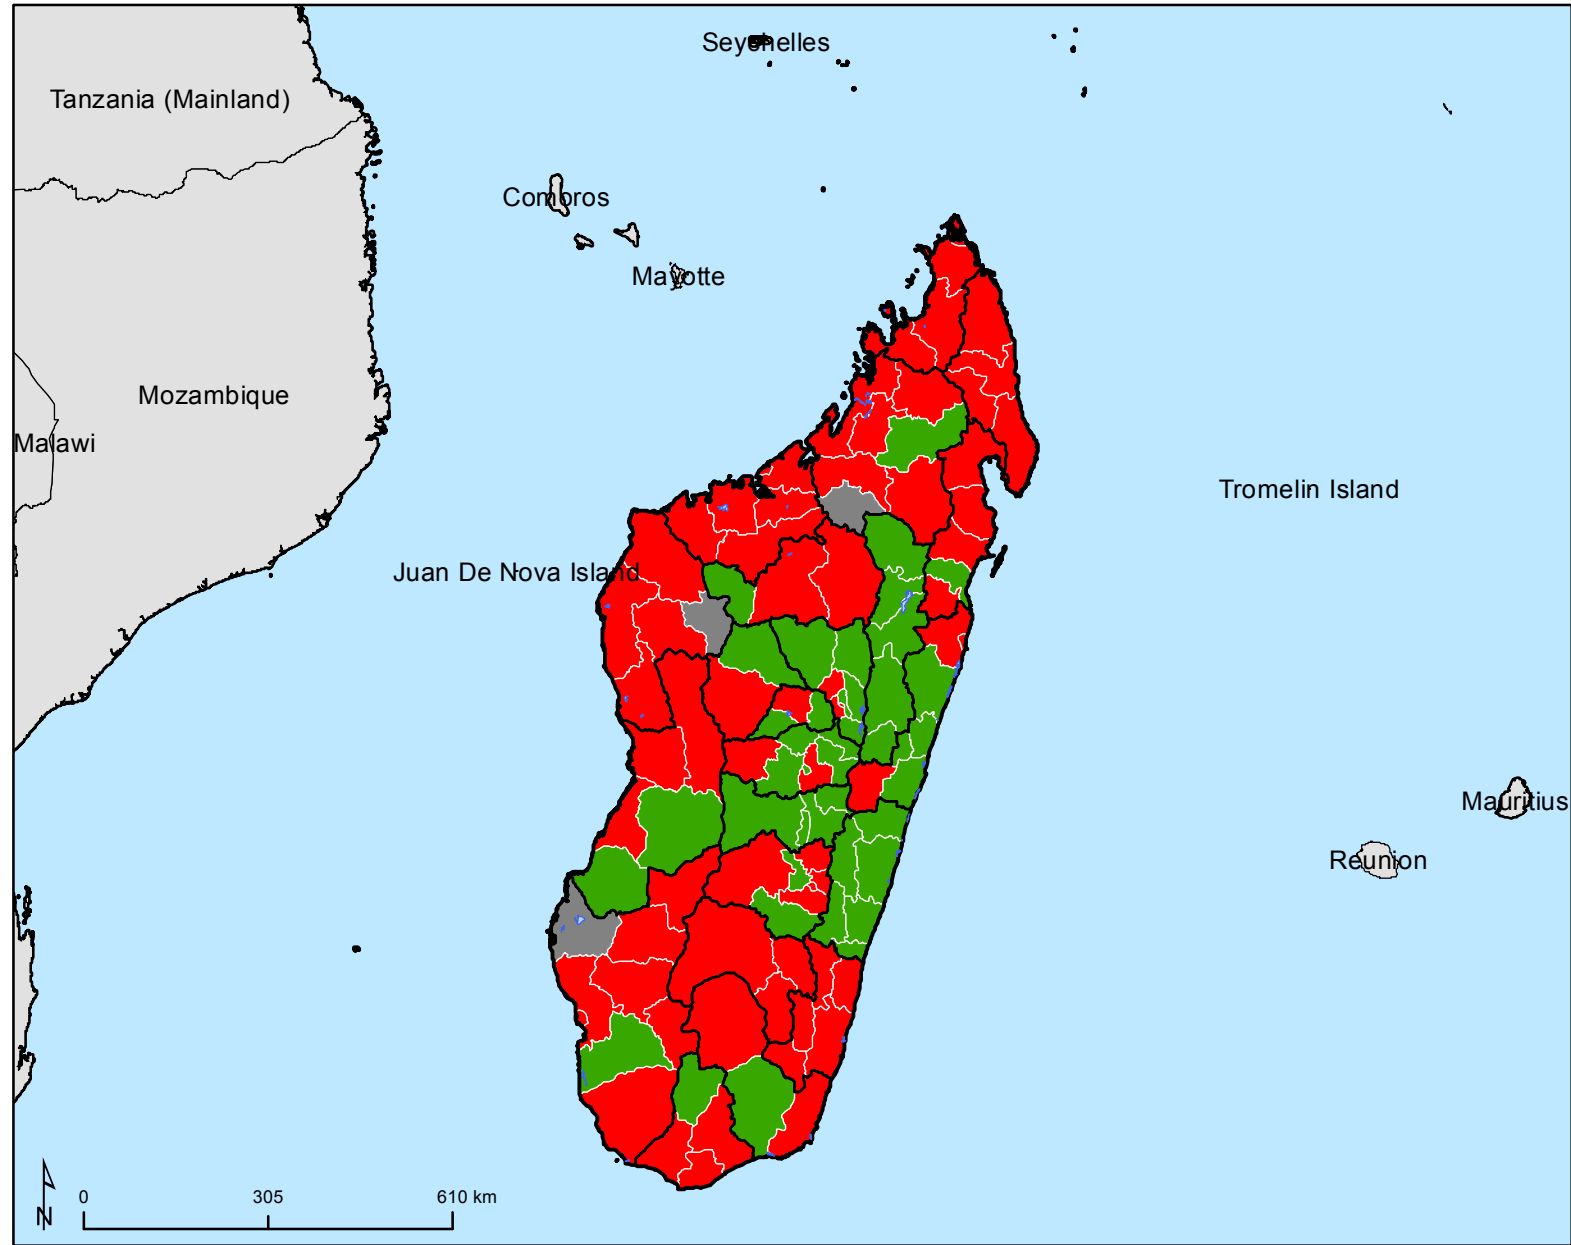 Seychelles
Tanzania (Mainland)
Comoros
Mayotte
Mozambique
Malawi
Tromelin Island
Juan De Nova Island
Mauritius
Reunion
0 305 610 km
N